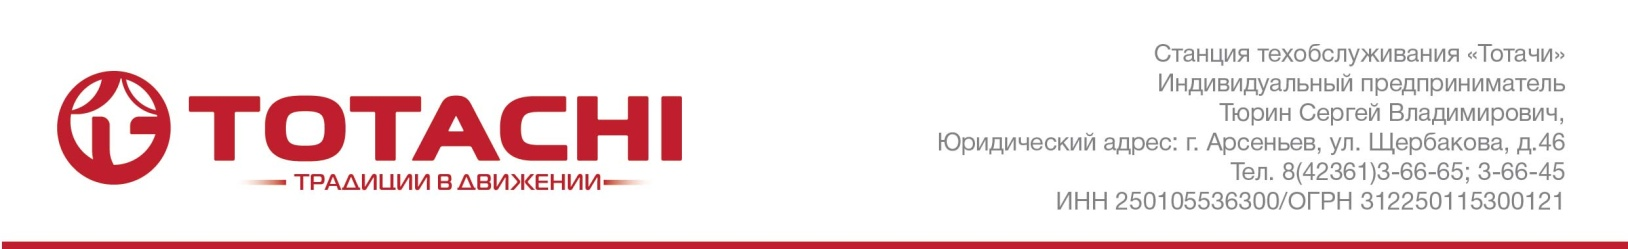 TOTACHI
ТРАДИЦИИ В ДВИЖЕНИИ
Станция техобслуживания «Тотачи»
Индивидуальный предприниматель
Тюрин Сергей Владимирович,
Юридический адрес: г. Арсеньев, ул. Щербакова, д.46
Тел. 8(42361)3-66-65; 3-66-45
ИНН 250105536300/ОГРН 312250115300121